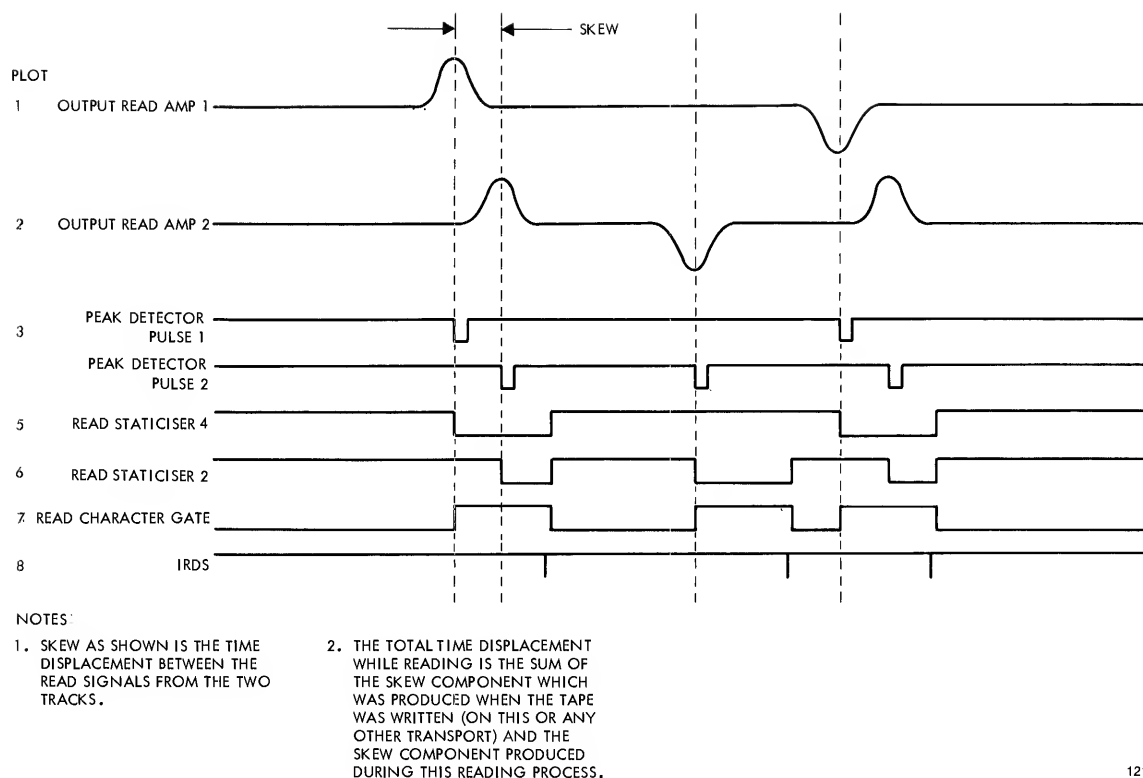 SKEW
PLOT
1 OUTPUT READ AMP 1
2 OUTPUT READ AMP 2
3 PEAK DETECTOR
PULSE 1
PEAK DETECTOR
PULSE 2
5 READ STATICISER 4
6 READ STATICISER 2
7. READ CHARACTER GATE
8 IRDS
NOTES:
1. SKEW AS SHOWN IS THE TIME
DISPLACEMENT BETWEEN THE
READ SIGNALS FROM THE TWO
TRACKS.
2. THE TOTAL TIME DISPLACEMENT
WHILE READING IS THE SUM OF
THE SKEW COMPONENT WHICH
WAS PRODUCED WHEN THE TAPE
WAS WRITTEN (ON THIS OR ANY
OTHER TRANSPORT) AND THE
SKEW COMPONENT PRODUCED
DURING THIS READING PROCESS.
12